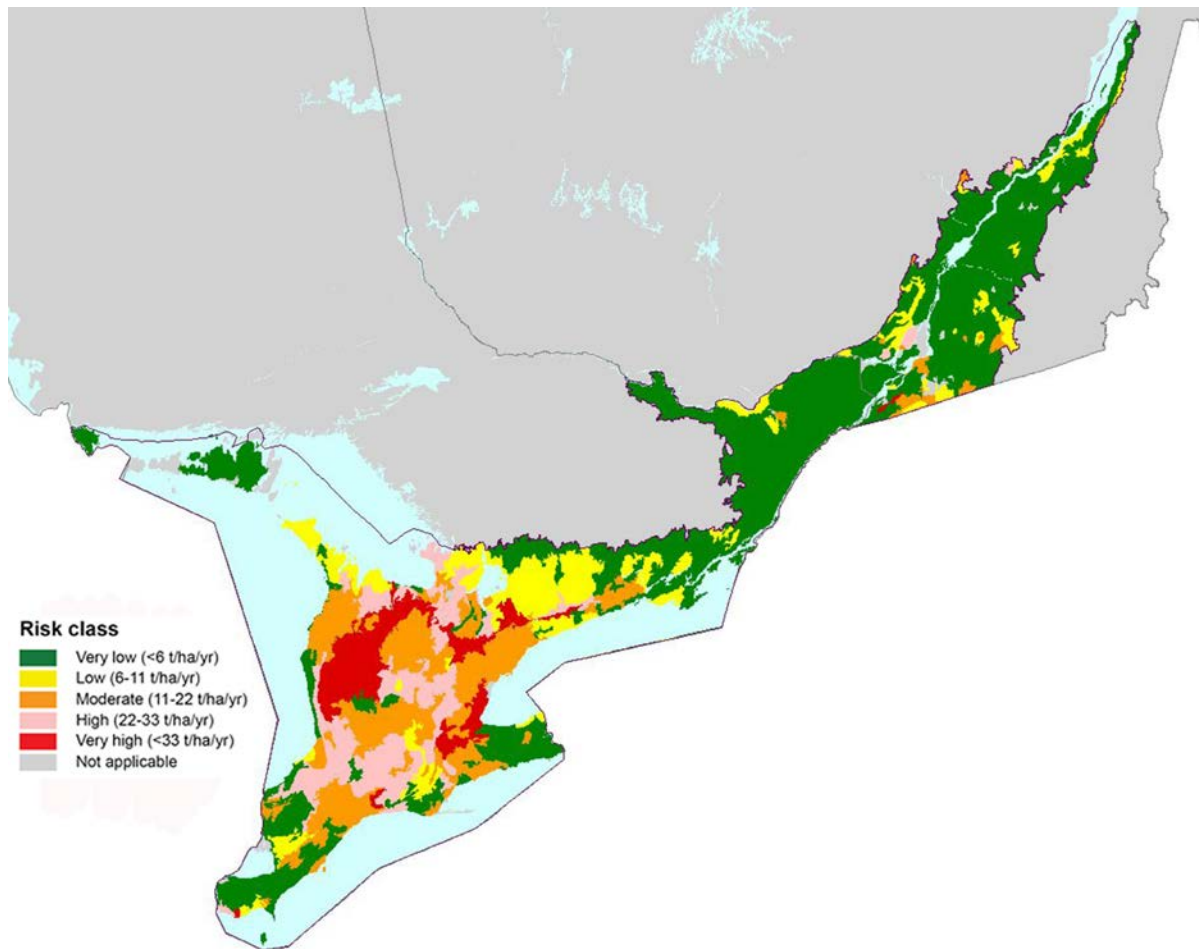 Risk class
Very low (<6 t/ha/yr)
Low (6-11 t/ha/yr)
Moderate (11-22 t/ha/yr)
High (22-33 t/ha/yr)
Very high (<33 t/ha/yr)
Not applicable